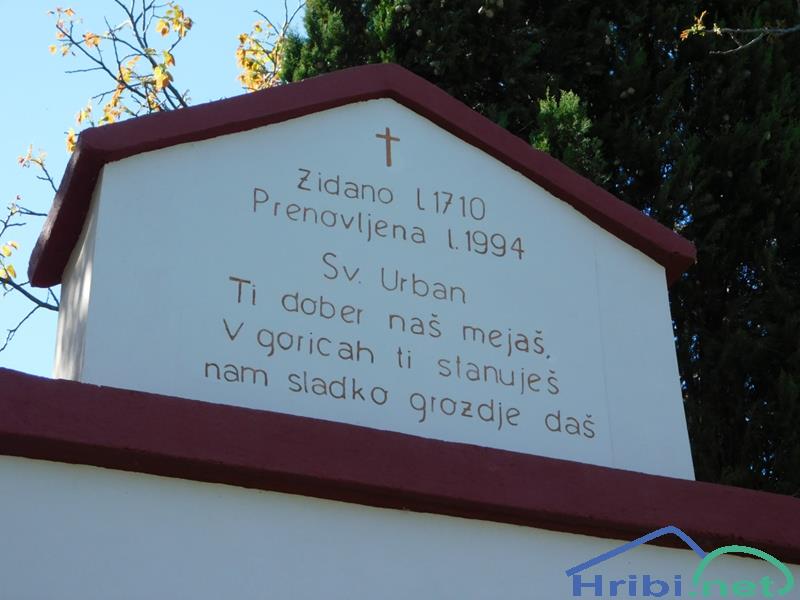 Zidano l.1710
Prenovljena l.1994
Sv. Urban
Ti dober naš mejaš,
V goricah ti stanuješ
nam sladko grozdje daš
Hribi.net